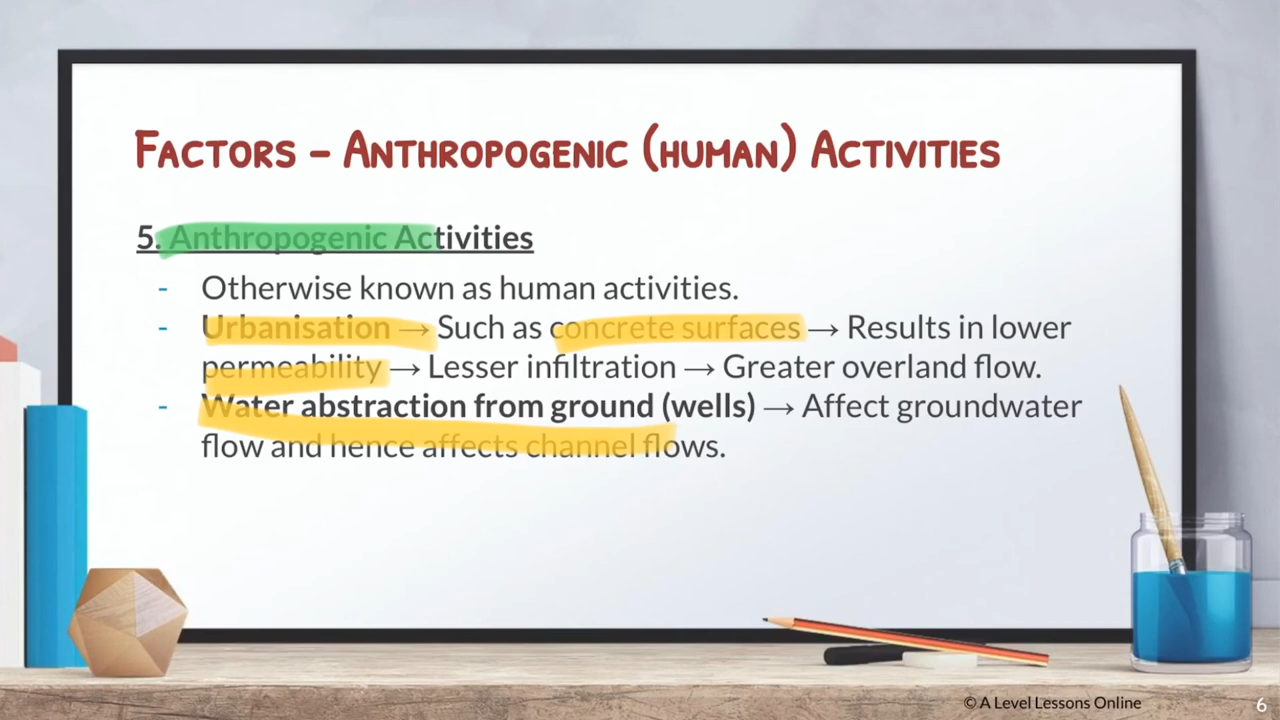 FACTORS – ANTHROPOGENIC (HUMAN) ACTIVITIES
5. Anthropogenic Activities
- Otherwise known as human activities.
- Urbanisation → Such as concrete surfaces → Results in lower
permeability → Lesser infiltration → Greater overland flow.
- Water abstraction from ground (wells) → Affect groundwater
flow and hence affects channel flows.
© A Level Lessons Online
6